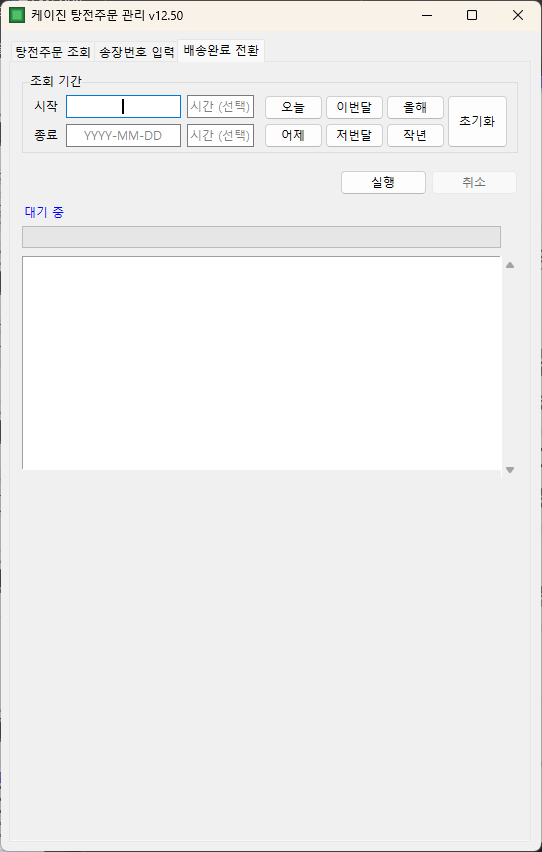 케이진 탕전주문 관리 v12.50
탕전주문 조회 송장번호 입력 배송완료 전환
조회 기간
시작 시간 (선택) 오늘 이번달 올해 초기화
종료 YYYY-MM-DD 시간 (선택) 어제 저번달 작년
실행 취소
대기 중